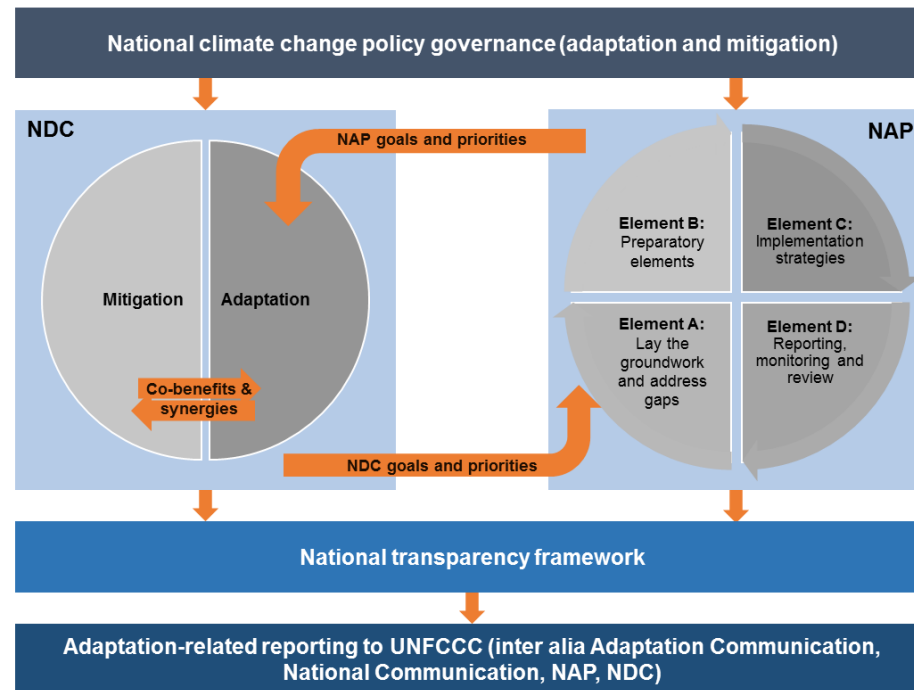 National climate change policy governance (adaptation and mitigation)
NDC
NAP
NAP goals and priorities
Mitigation
Adaptation
Co-benefits &
synergies
NDC goals and priorities
Element B:
Preparatory
elements
Element C:
Implementation
strategies
Element A:
Lay the
groundwork
and address
gaps
Element D:
Reporting,
monitoring and
review
National transparency framework
Adaptation-related reporting to UNFCCC (inter alia Adaptation Communication,
National Communication, NAP, NDC)